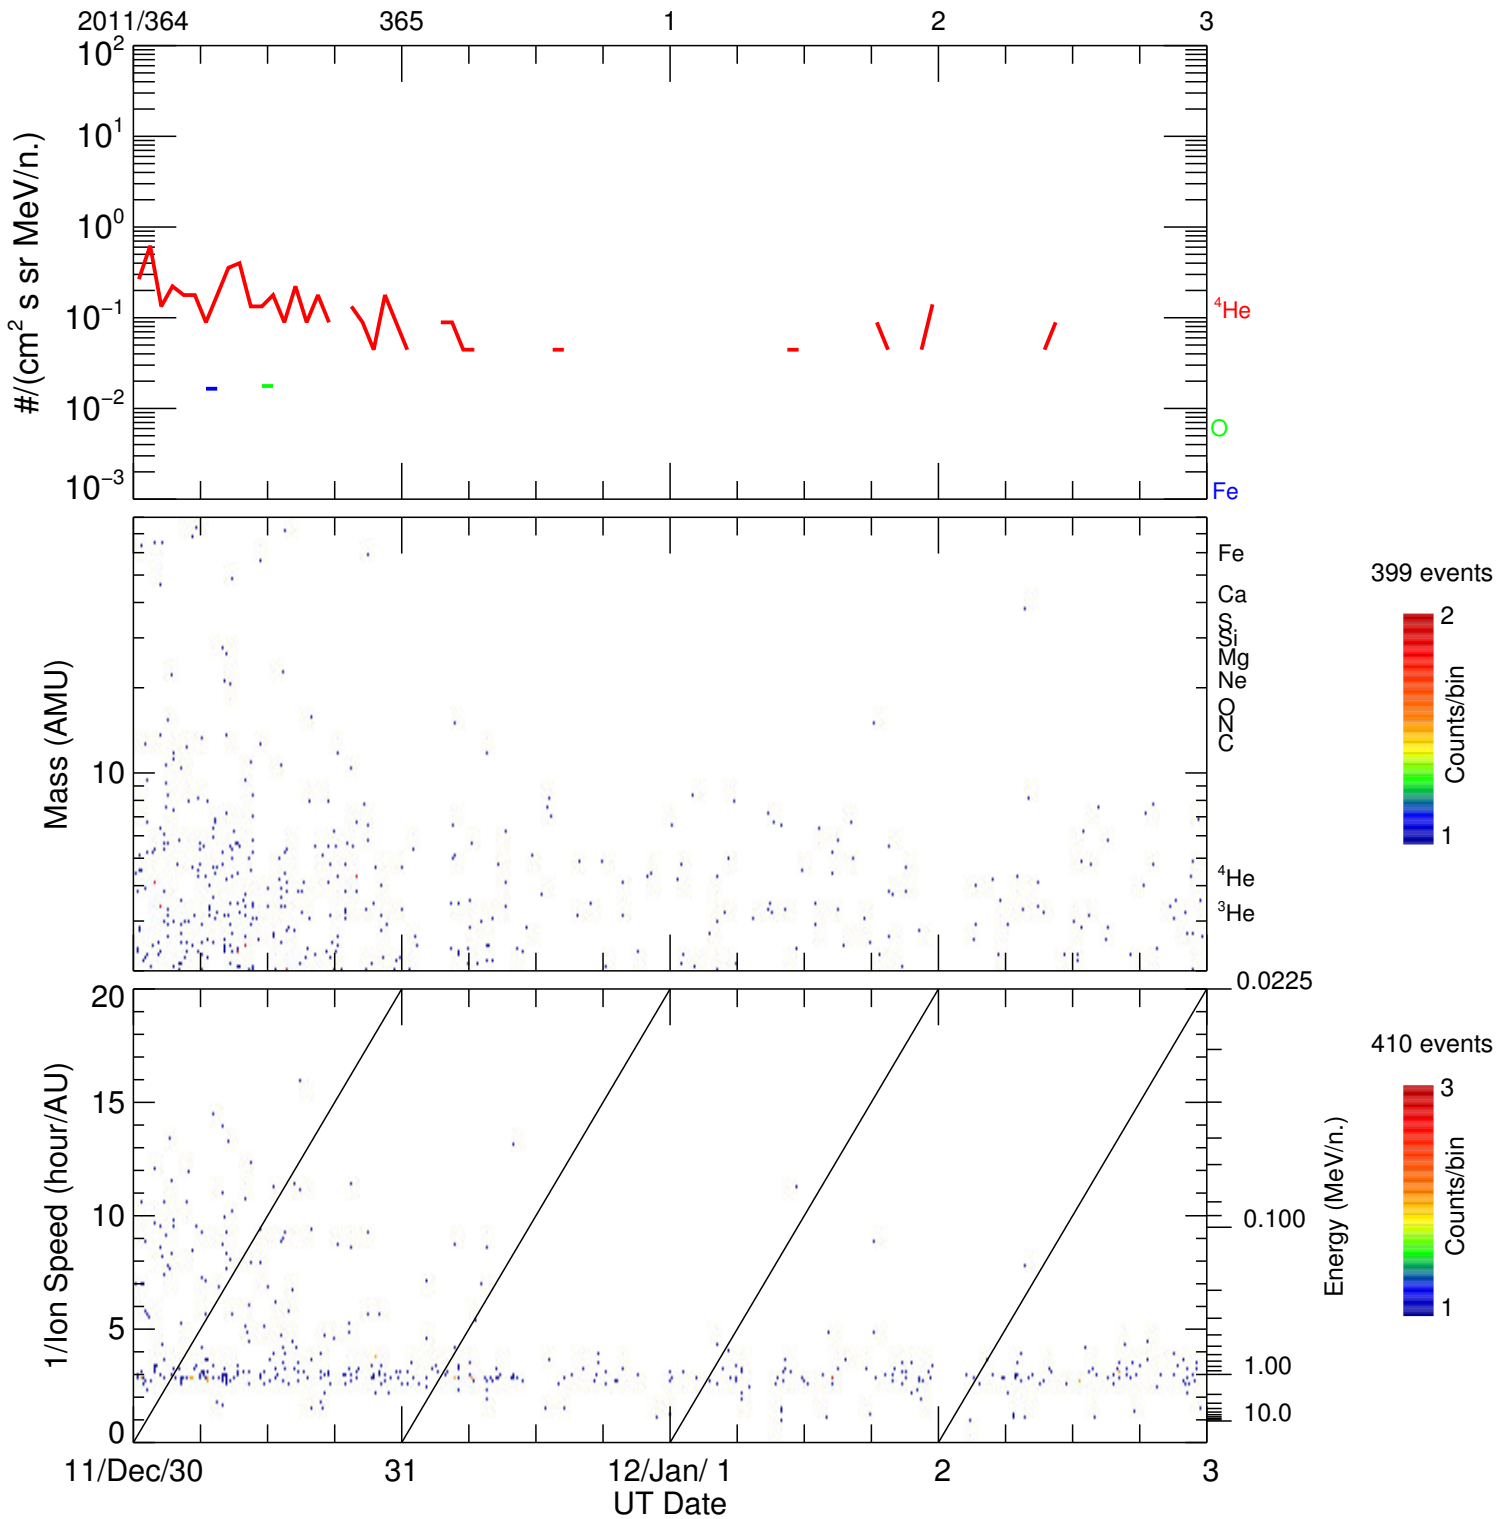 2011/364 365 1 2 3
10² 10¹ 10⁰ 10⁻¹ 10⁻² 10⁻³
#/(cm² s sr MeV/n.)
⁴He
O
Fe
Mass (AMU)
10
Fe
Ca
S
Si
Mg
Ne
O
N
C
⁴He
³He
399 events
2
Counts/bin
1
1/Ion Speed (hour/AU)
20
15
10
5
0
0.0225
0.100
1.00
10.0
Energy (MeV/n.)
410 events
3
Counts/bin
1
11/Dec/30 31 12/Jan/ 1 2 3
UT Date